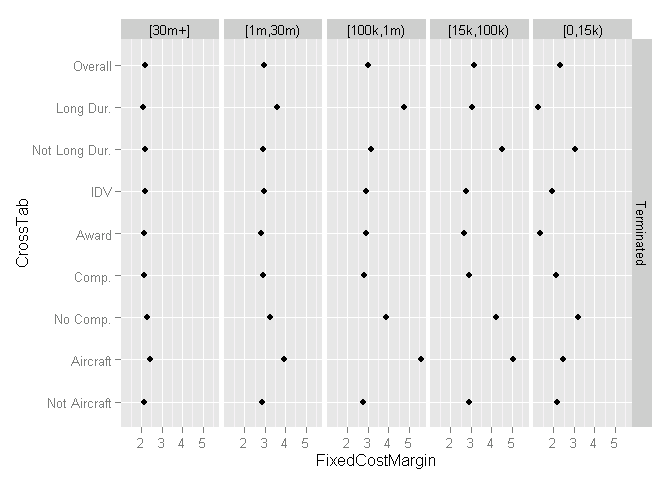 [30m+] [1m,30m) [100k,1m) [15k,100k) [0,15k)
Overall
Long Dur.
Not Long Dur.
IDV
Award
Comp.
No Comp.
Aircraft
Not Aircraft
CrossTab
Terminated
2 3 4 5 2 3 4 5 2 3 4 5 2 3 4 5 2 3 4 5
FixedCostMargin